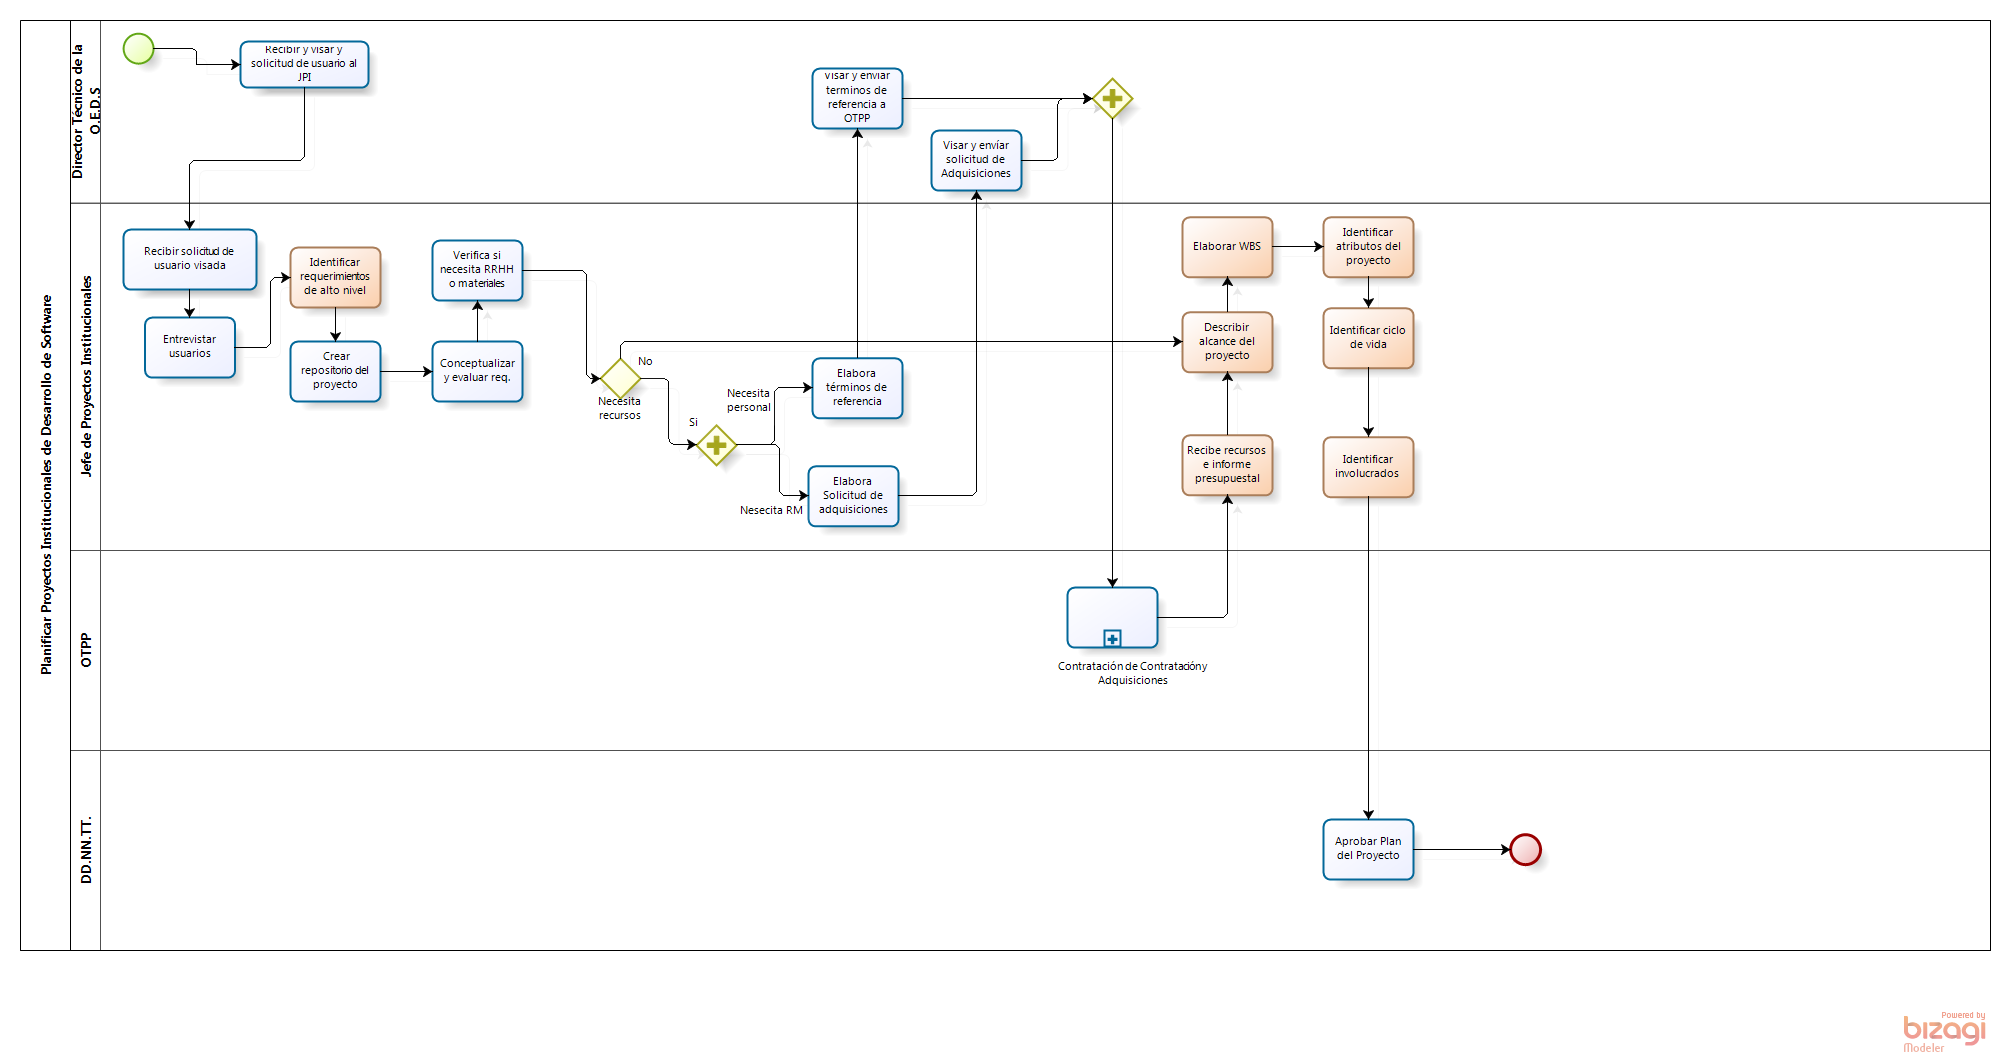 Planificar Proyectos Institucionales de Desarrollo de Software
Director Técnico de la
O.E.D.S
Recibir y visar y
solicitud de usuario al
JPI
Visar y enviar
terminos de
referencia a
OTPP
Visar y envíar
solicitud de
Adquisiciones
Jefe de Proyectos Institucionales
Recibir solicitud de
usuario visada
Entrevistar
usuarios
Identificar
requerimientos
de alto nivel
Crear
repositorio del
proyecto
Verifica si
necesita RRHH
o materiales
Conceptualizar
y evaluar req.
No
Necesita
recursos
Si
Necesita
personal
Nesecita RM
Elabora
términos de
referencia
Elabora
Solicitud de
adquisiciones
Elaborar WBS
Describir
alcance del
proyecto
Recibe recursos
e informe
presupuestal
Identificar
atributos del
proyecto
Identificar ciclo
de vida
Identificar
involucrados
OTPP
Contratación de Contratación y
Adquisiciones
DD.NN.TT.
Aprobar Plan
del Proyecto
Powered by
bizagi
Modeler